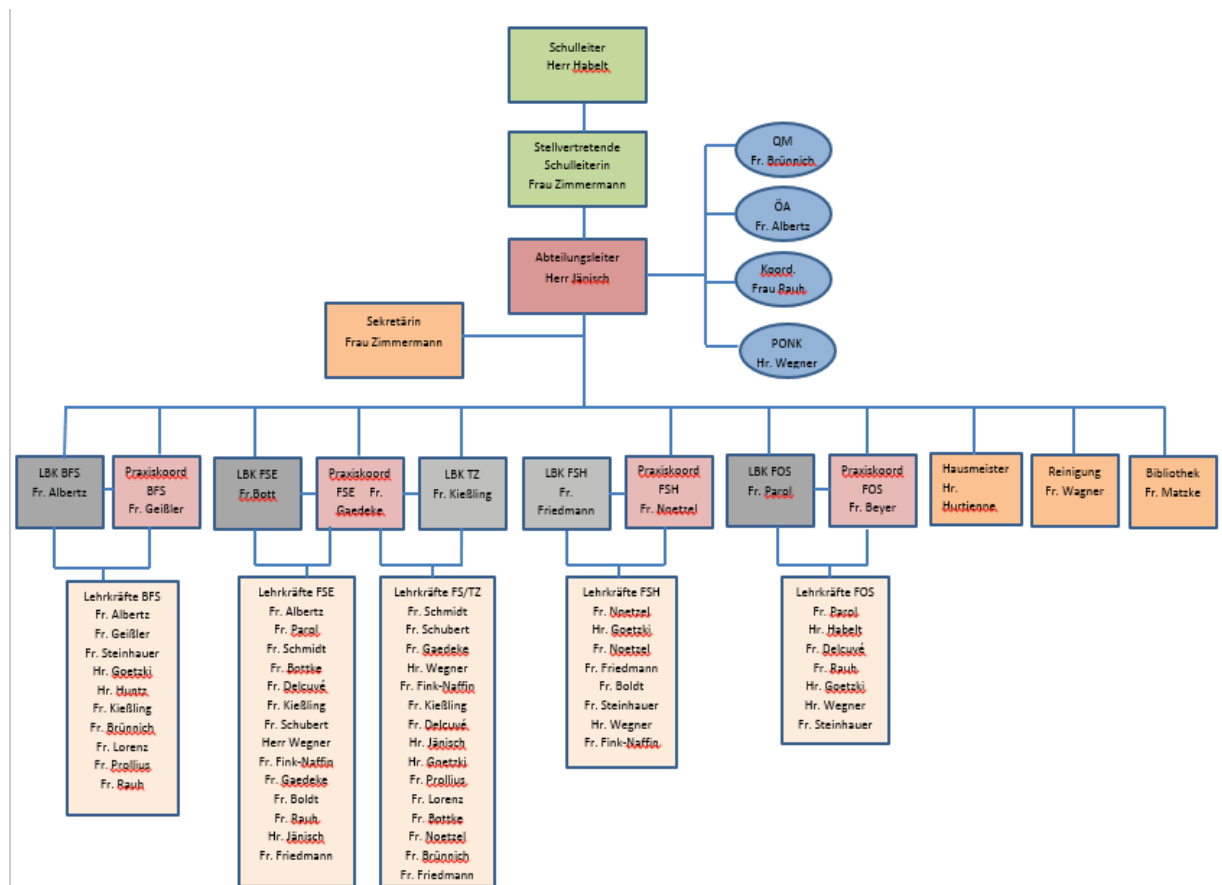 Schulleiter
Herr Habelt
Stellvertretende
Schulleiterin
Frau Zimmermann
QM
Fr. Brünnich
ÖA
Fr. Albertz
Abteilungsleiter
Herr Jänisch
Koord.
Frau Rauh
Sekretärin
Frau Zimmermann
PONK
Hr. Wegner
LBK BFS
Fr. Albertz
Praxiskoord
BFS
Fr. Geißler
LBK FSE
Fr.Bott
Praxiskoord
FSE Fr.
Gaedeke
LBK TZ
Fr. Kießling
LBK FSH
Fr.
Friedmann
Praxiskoord
FSH
Fr. Noetzel
LBK FOS
Fr. Parol
Praxiskoord
FOS
Fr. Beyer
Hausmeister
Hr.
Hurtienne
Reinigung
Fr. Wagner
Bibliothek
Fr. Matzke
Lehrkräfte BFS
Fr. Albertz
Fr. Geißler
Fr. Steinhauer
Hr. Goetzki
Hr. Huntz
Fr. Kießling
Fr. Brünnich
Fr. Lorenz
Fr. Prollius
Fr. Rauh
Lehrkräfte FSE
Fr. Albertz
Fr. Parol
Fr. Schmidt
Fr. Bottke
Fr. Delcuvé
Fr. Kießling
Fr. Schubert
Herr Wegner
Fr. Fink-Naffin
Fr. Gaedeke
Fr. Boldt
Fr. Rauh
Hr. Jänisch
Fr. Friedmann
Lehrkräfte FS/TZ
Fr. Schmidt
Fr. Schubert
Fr. Gaedeke
Hr. Wegner
Fr. Fink-Naffin
Fr. Kießling
Fr. Delcuvé
Hr. Jänisch
Hr. Goetzki
Fr. Prollius
Fr. Lorenz
Fr. Bottke
Fr. Noetzel
Fr. Brünnich
Fr. Friedmann
Lehrkräfte FSH
Fr. Noetzel
Hr. Goetzki
Fr. Noetzel
Fr. Friedmann
Fr. Boldt
Fr. Steinhauer
Hr. Wegner
Fr. Fink-Naffin
Lehrkräfte FOS
Fr. Parol
Hr. Habelt
Fr. Delcuvé
Fr. Rauh
Hr. Goetzki
Hr. Wegner
Fr. Steinhauer